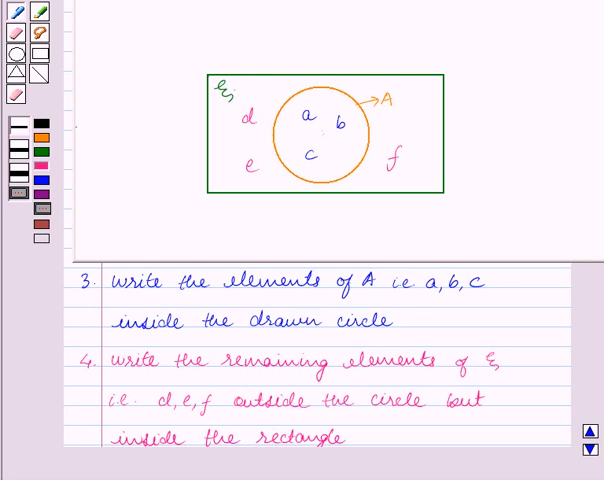 ξ
A
d
a
b
c
e
f
3. Write the elements of A i.e a, b, c
inside the drawn circle
4. Write the remaining elements of ξ
i.e. d, e, f outside the circle but
inside the rectangle